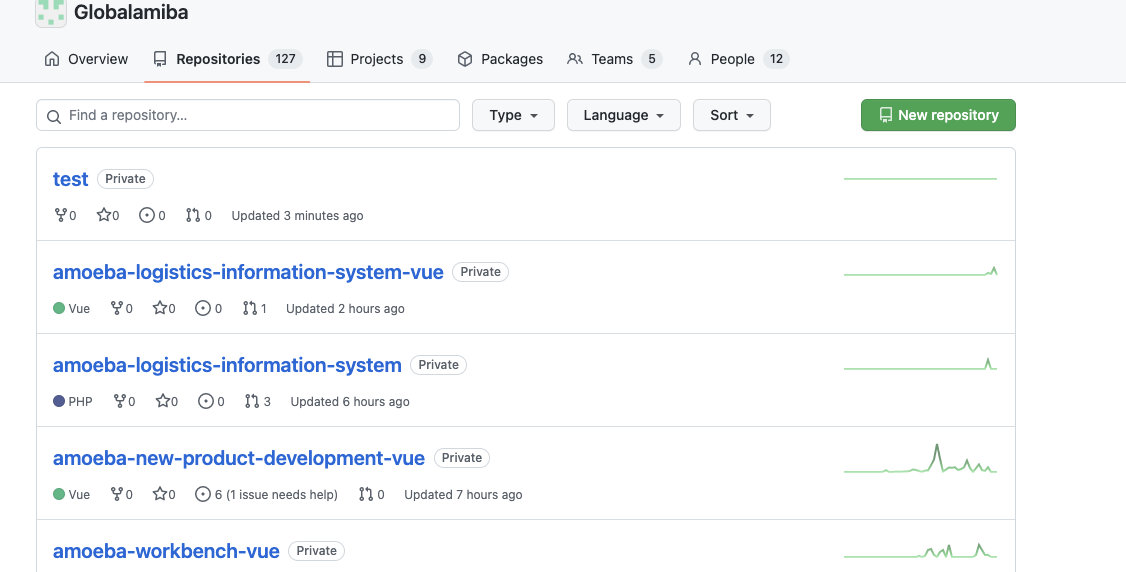 Globalamiba
Overview Repositories 127 Projects 9 Packages Teams 5 People 12
Find a repository... Type Language Sort New repository
test Private
0 0 0 0 Updated 3 minutes ago
amoeba-logistics-information-system-vue Private
Vue 0 0 0 1 Updated 2 hours ago
amoeba-logistics-information-system Private
PHP 0 0 0 3 Updated 6 hours ago
amoeba-new-product-development-vue Private
Vue 0 0 6 (1 issue needs help) 0 Updated 7 hours ago
amoeba-workbench-vue Private